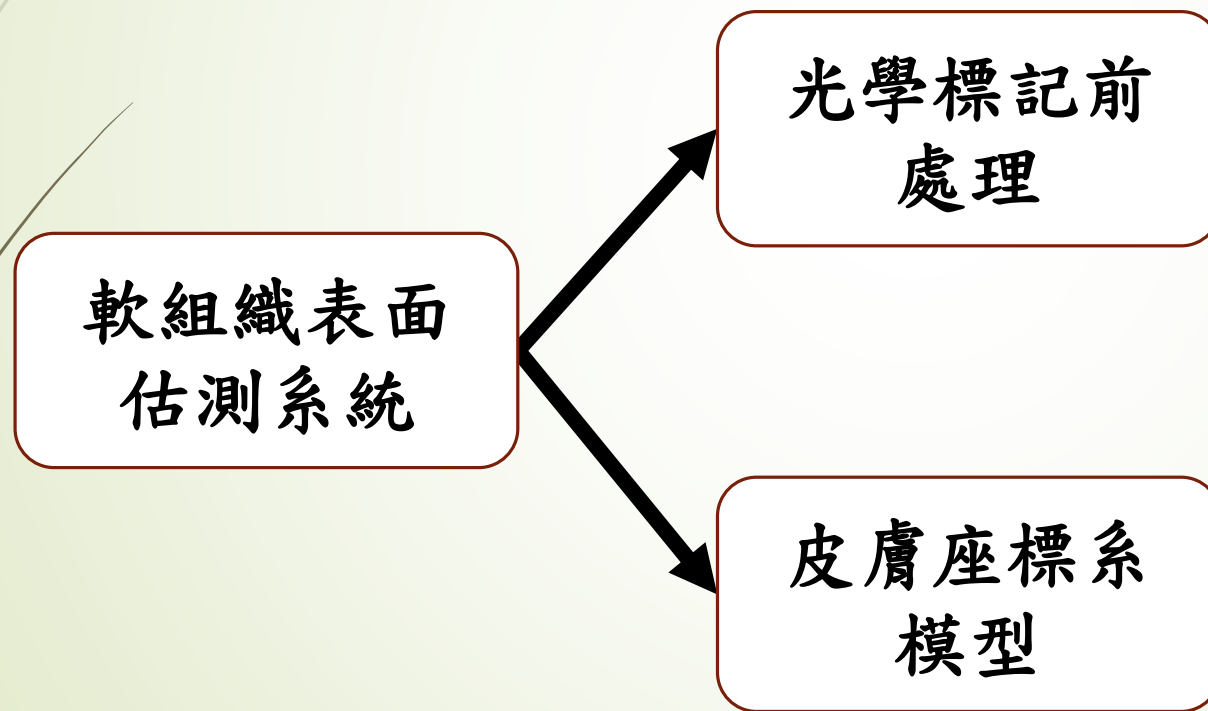 光學標記前
處理
軟組織表面
估測系統
皮膚座標系
模型